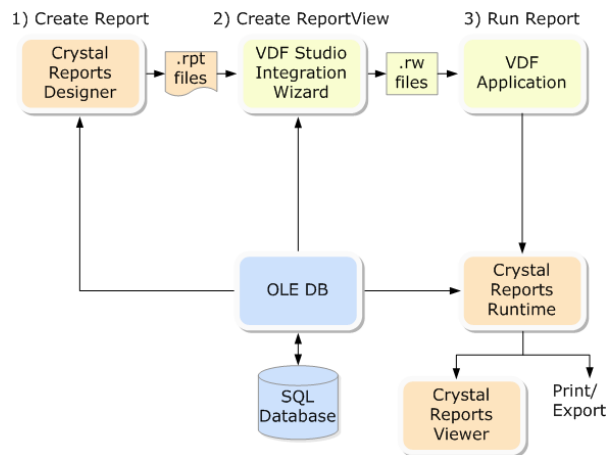 1) Create Report
2) Create ReportView
3) Run Report
Crystal
Reports
Designer
.rpt
files
VDF Studio
Integration
Wizard
.rw
files
VDF
Application
OLE DB
Crystal
Reports
Runtime
SQL
Database
Crystal
Reports
Viewer
Print/
Export